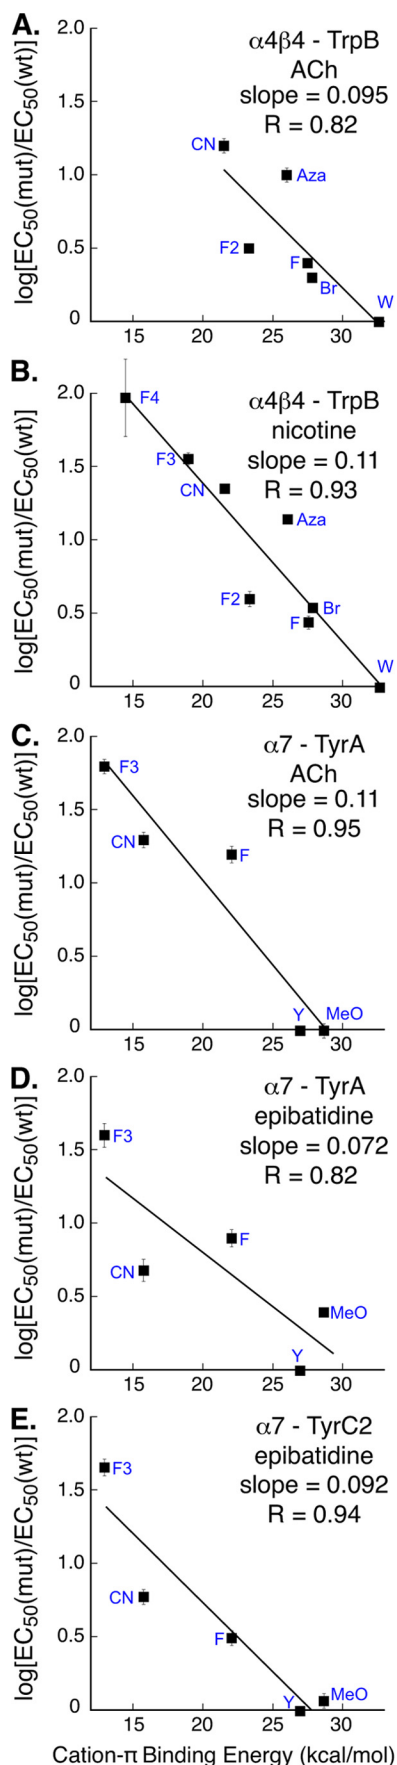 A.
α4β4 - TrpB
ACh
slope = 0.095
R = 0.82
log[EC50(mut)/EC50(wt)]
2.0
1.5
1.0
0.5
0
CN
Aza
F2
F
Br
W
15
20
25
30
B.
α4β4 - TrpB
nicotine
slope = 0.11
R = 0.93
log[EC50(mut)/EC50(wt)]
2.0
1.5
1.0
0.5
0
F4
F3
CN
Aza
F2
Br
F
W
15
20
25
30
C.
α7 - TyrA
ACh
slope = 0.11
R = 0.95
log[EC50(mut)/EC50(wt)]
2.0
1.5
1.0
0.5
0
F3
CN
F
Y
MeO
15
20
25
30
D.
α7 - TyrA
epibatidine
slope = 0.072
R = 0.82
log[EC50(mut)/EC50(wt)]
2.0
1.5
1.0
0.5
0
F3
F
CN
MeO
Y
15
20
25
30
E.
α7 - TyrC2
epibatidine
slope = 0.092
R = 0.94
log[EC50(mut)/EC50(wt)]
2.0
1.5
1.0
0.5
0
F3
CN
F
Y
MeO
15
20
25
30
Cation-π Binding Energy (kcal/mol)